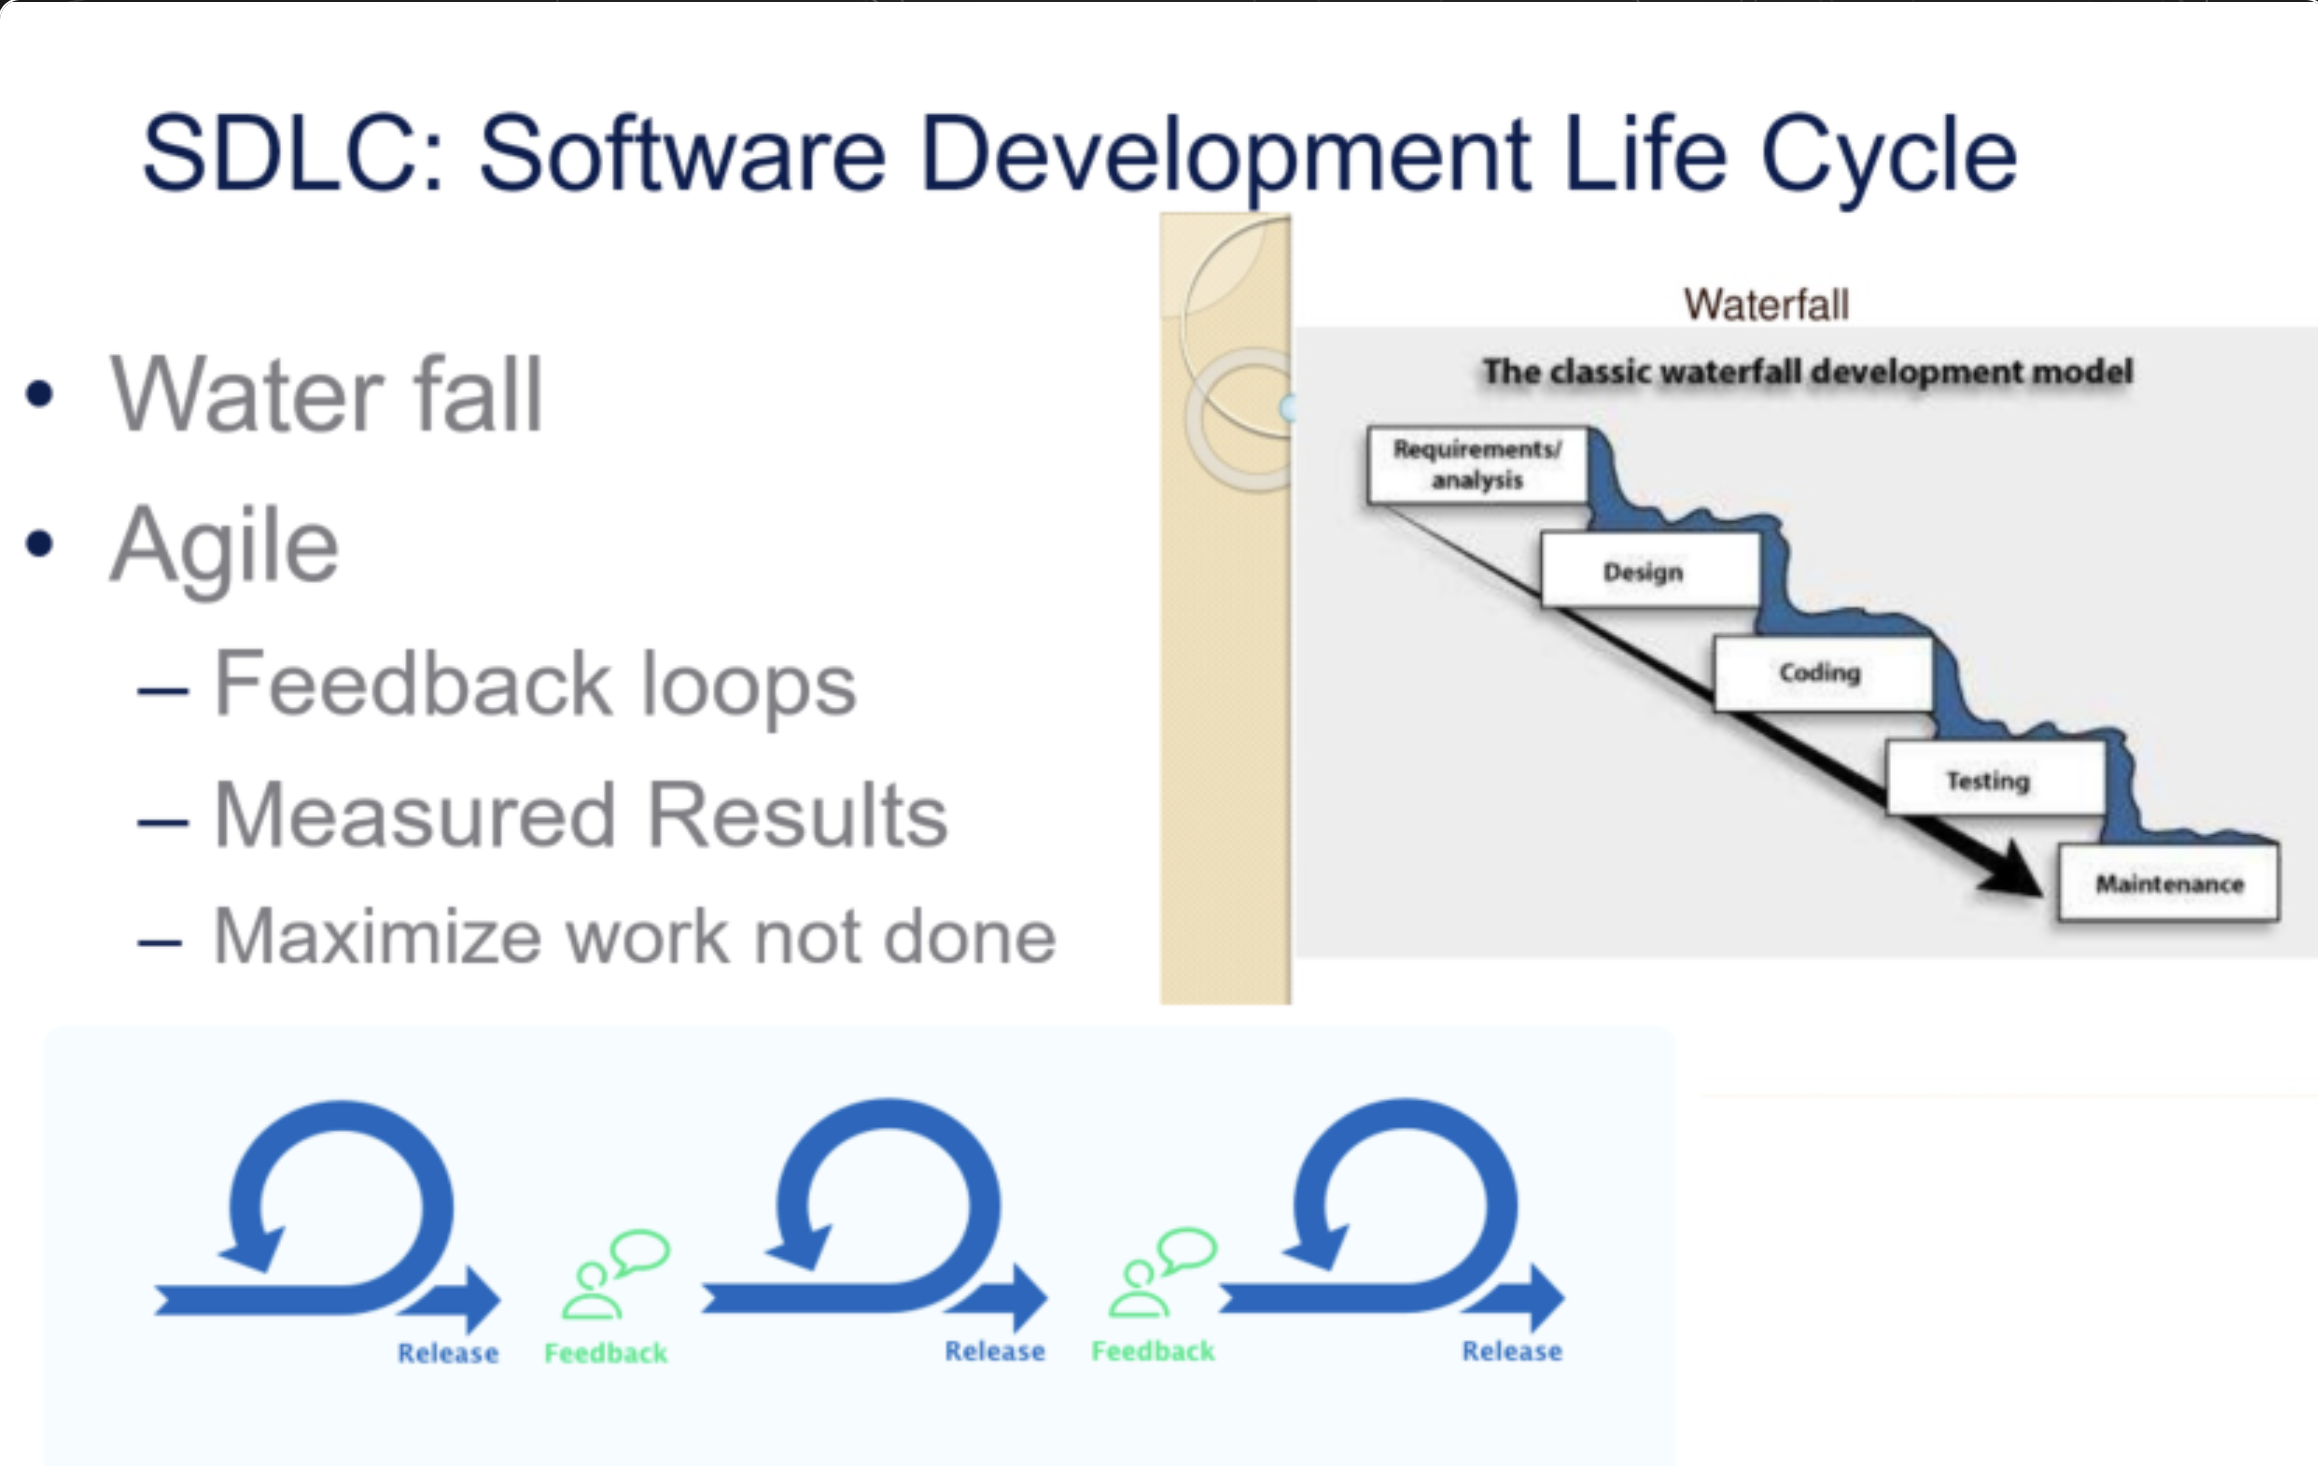 SDLC: Software Development Life Cycle
• Water fall
• Agile
– Feedback loops
– Measured Results
– Maximize work not done
Waterfall
The classic waterfall development model
Requirements/
analysis
Design
Coding
Testing
Maintenance
Release
Feedback
Release
Feedback
Release